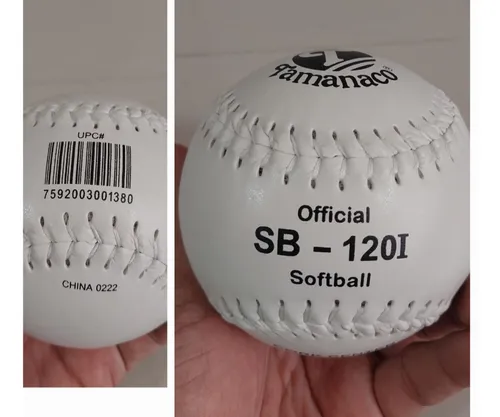 UPC#
7592003001380
CHINA 0222
Tamanaco
Official
SB – 120I
Softball